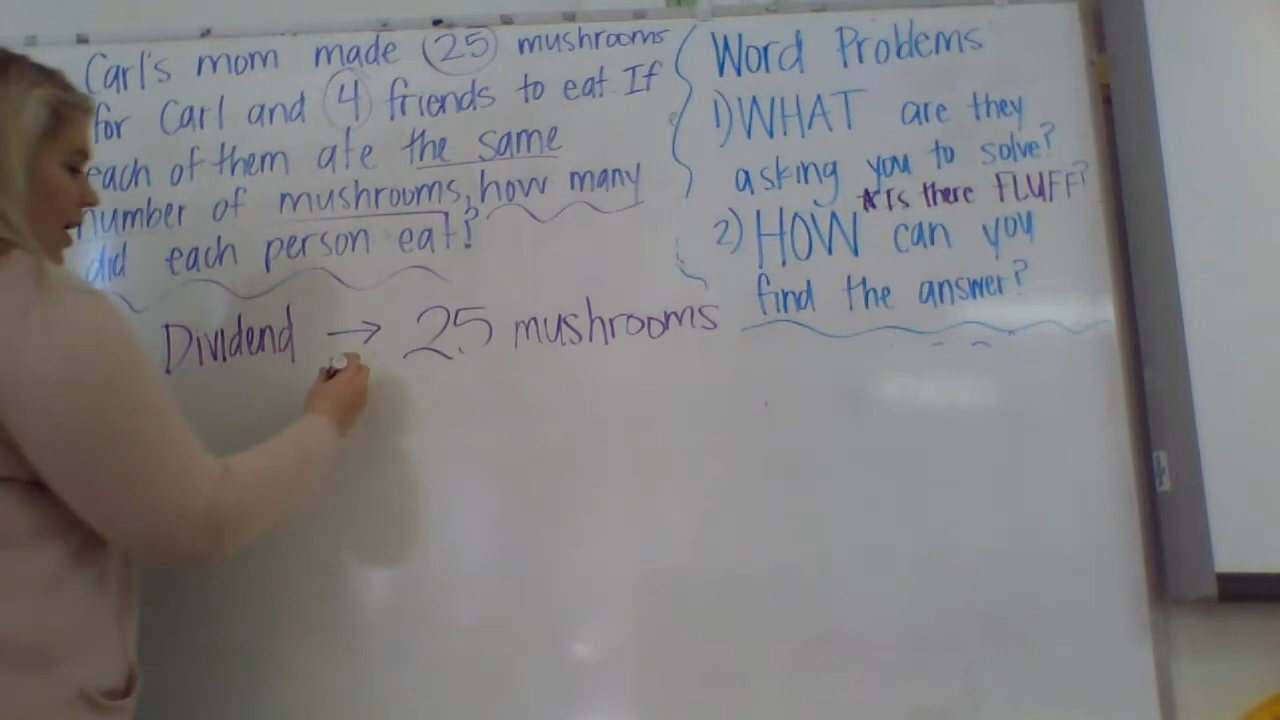 Carl's mom made 25 mushrooms
for Carl and 4 friends to eat If
each of them ate the same
number of mushrooms, how many
did each person eat?
Dividend → 25 mushrooms
Word Problems
1) WHAT are they
asking you to solve?
*Is there FLUFF?
2) HOW can you
find the answer?